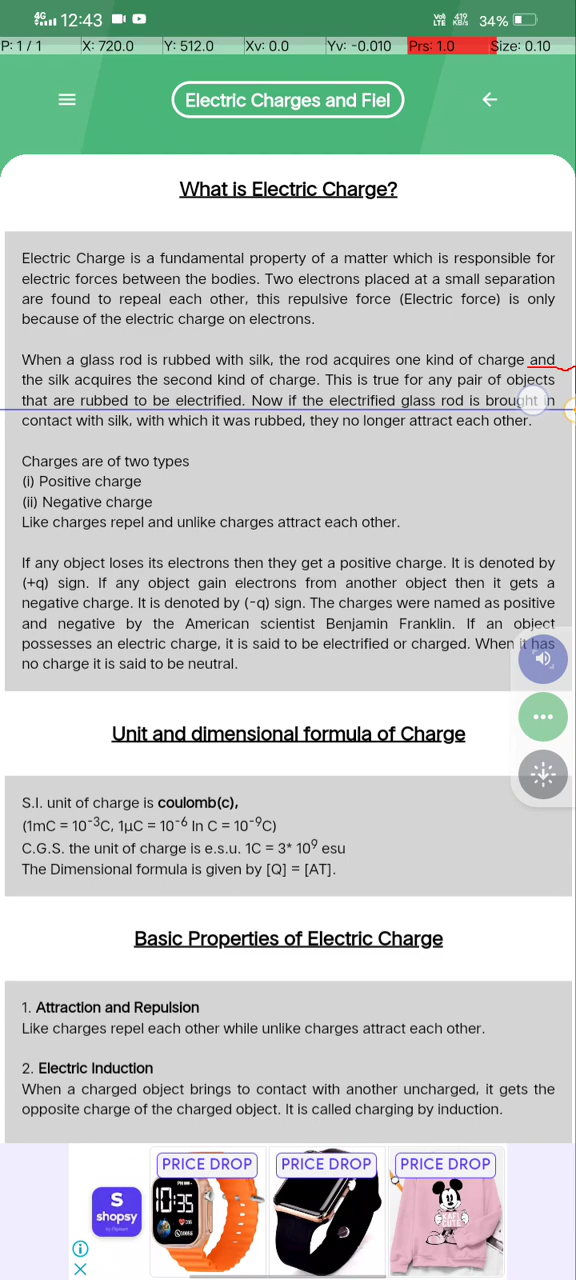 4G 12:43 Vo) LTE 419 KB/s 34%
P: 1 / 1 X: 720.0 Y: 512.0 Xv: 0.0 Yv: -0.010 Prs: 1.0 Size: 0.10
Electric Charges and Fiel
What is Electric Charge?
Electric Charge is a fundamental property of a matter which is responsible for
electric forces between the bodies. Two electrons placed at a small separation
are found to repeal each other, this repulsive force (Electric force) is only
because of the electric charge on electrons.
When a glass rod is rubbed with silk, the rod acquires one kind of charge and
the silk acquires the second kind of charge. This is true for any pair of objects
that are rubbed to be electrified. Now if the electrified glass rod is brought in
contact with silk, with which it was rubbed, they no longer attract each other.
Charges are of two types
(i) Positive charge
(ii) Negative charge
Like charges repel and unlike charges attract each other.
If any object loses its electrons then they get a positive charge. It is denoted by
(+q) sign. If any object gain electrons from another object then it gets a
negative charge. It is denoted by (-q) sign. The charges were named as positive
and negative by the American scientist Benjamin Franklin. If an object
possesses an electric charge, it is said to be electrified or charged. When it has
no charge it is said to be neutral.
Unit and dimensional formula of Charge
S.I. unit of charge is coulomb(c),
(1mC = 10⁻³C, 1μC = 10⁻⁶ ln C = 10⁻⁹C)
C.G.S. the unit of charge is e.s.u. 1C = 3* 10⁹ esu
The Dimensional formula is given by [Q] = [AT].
Basic Properties of Electric Charge
1. Attraction and Repulsion
Like charges repel each other while unlike charges attract each other.
2. Electric Induction
When a charged object brings to contact with another uncharged, it gets the
opposite charge of the charged object. It is called charging by induction.
PRICE DROP PRICE DROP PRICE DROP
S
shopsy
10:35